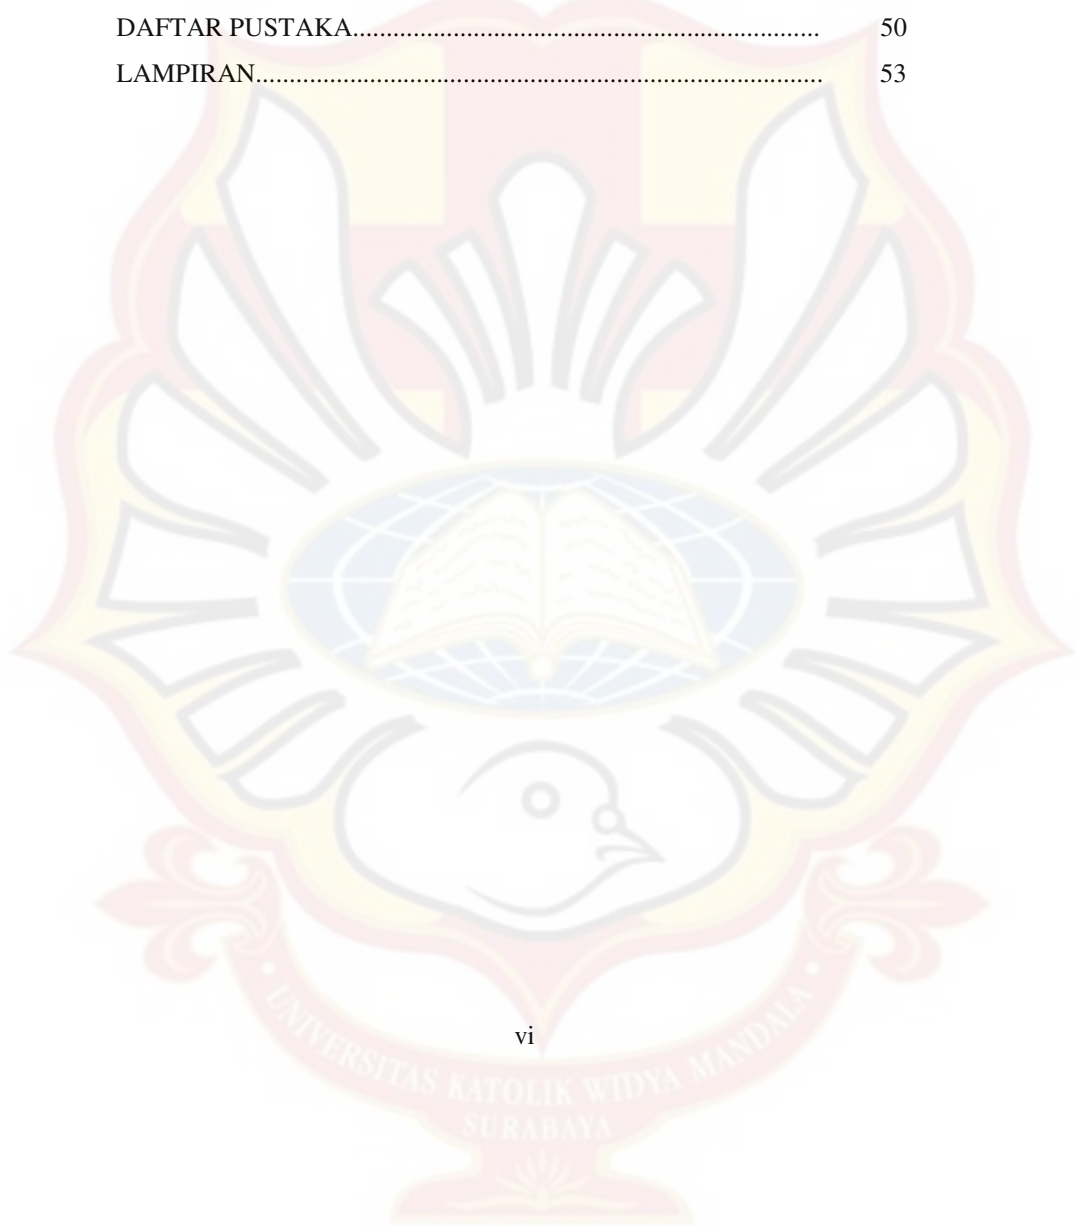 DAFTAR PUSTAKA...................................................................... 50
LAMPIRAN..................................................................................... 53
vi
UNIVERSITAS KATOLIK WIDYA MANDALA
SURABAYA